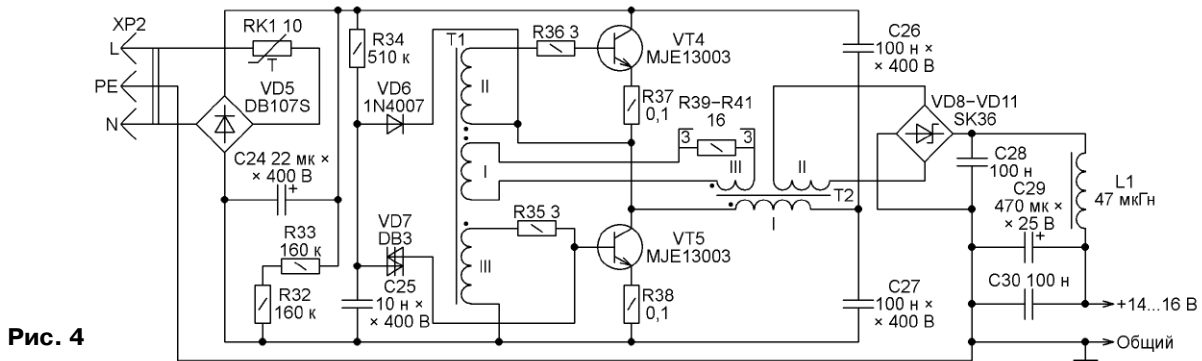 XP2
L
PE
N
RK1 10
T
VD5
DB107S
C24 22 мк ×
× 400 В
+
R33
160 к
R32
160 к
R34
510 к
VD6
1N4007
VD7
DB3
C25
10 н ×
× 400 В
T1
II
I
III
R36 3
R35 3
VT4
MJE13003
R37
0,1
VT5
MJE13003
R38
0,1
R39–R41
16
3
3
III
II
T2
I
C26
100 н ×
× 400 В
C27
100 н ×
× 400 В
VD8–VD11
SK36
C28
100 н
C29
470 мк ×
× 25 В
+
L1
47 мкГн
C30 100 н
+14...16 В
Общий
Рис. 4